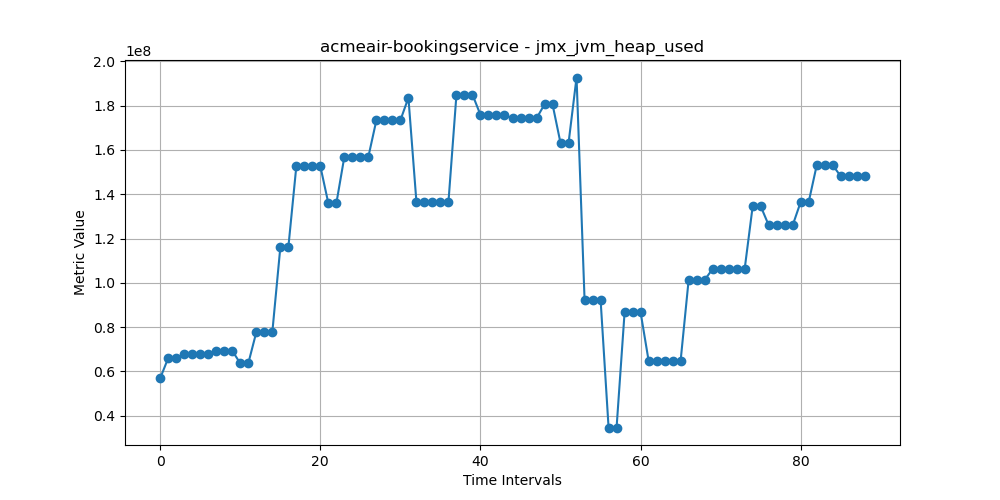 acmeair-bookingservice - jmx_jvm_heap_used
1e8
2.0
1.8
1.6
1.4
1.2
1.0
0.8
0.6
0.4
Metric Value
0 20 40 60 80
Time Intervals